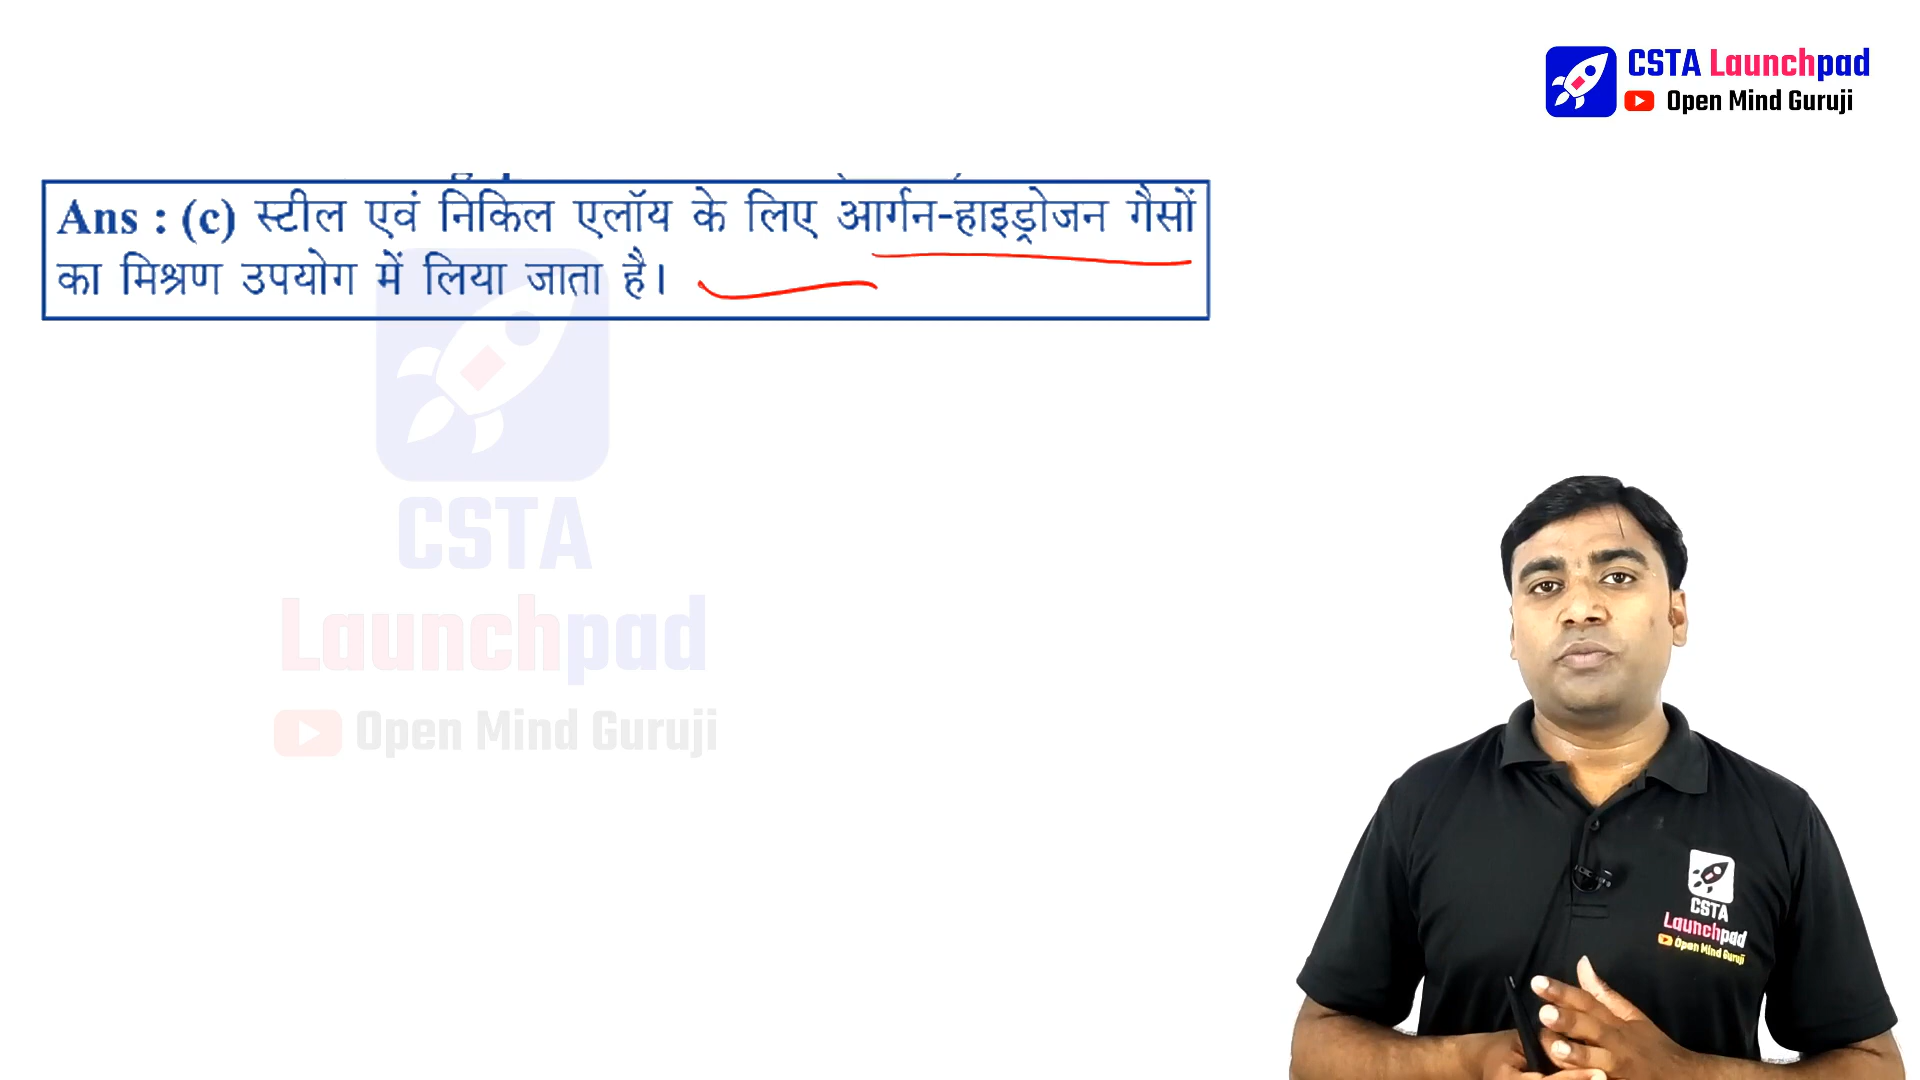 CSTA Launchpad
Open Mind Guruji
Ans : (c) स्टील एवं निकिल एलॉय के लिए आर्गन-हाइड्रोजन गैसों
का मिश्रण उपयोग में लिया जाता है।
CSTA
Launchpad
Open Mind Guruji
CSTA
Launchpad
Open Mind Guruji